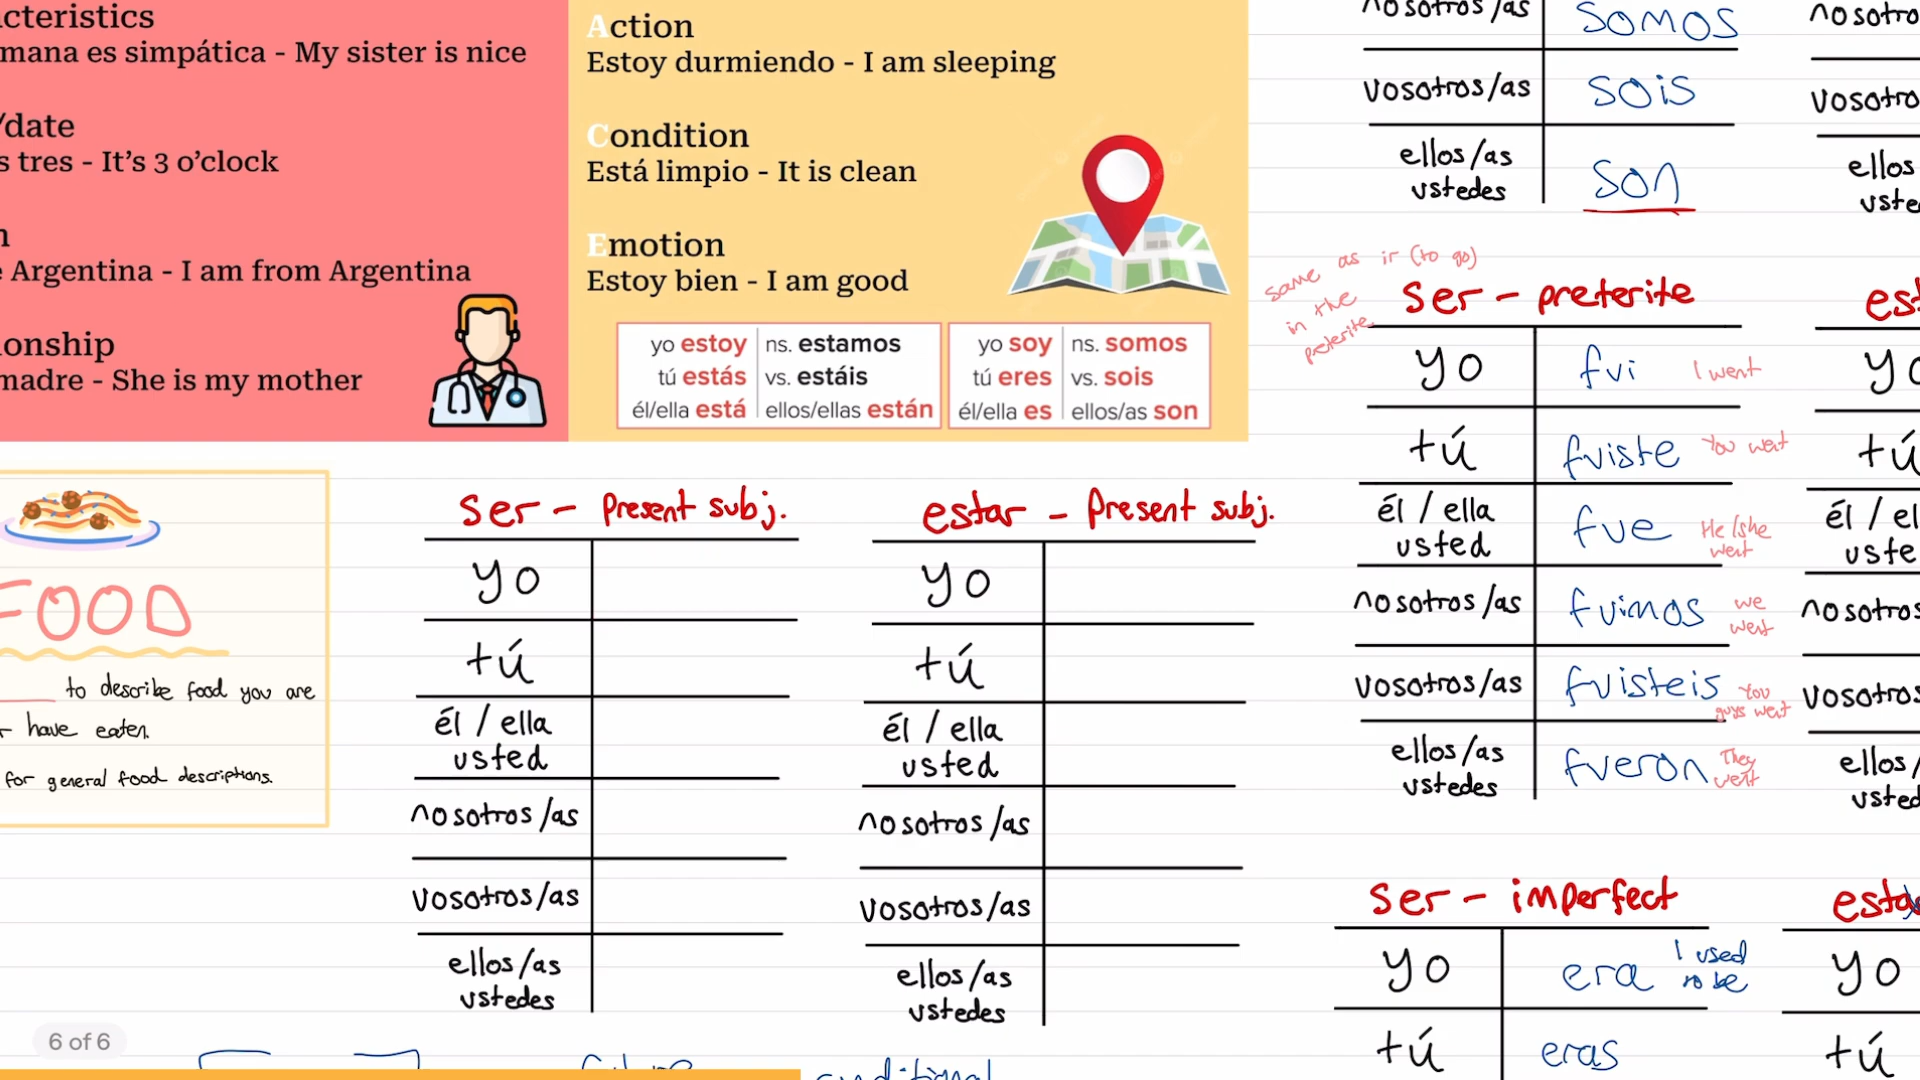 cteristics
mana es simpática - My sister is nice
/date
s tres - It's 3 o'clock
n
e Argentina - I am from Argentina
onship
madre - She is my mother
Action
Estoy durmiendo - I am sleeping
Condition
Está limpio - It is clean
Emotion
Estoy bien - I am good
yo estoy ns. estamos
tú estás vs. estáis
él/ella está ellos/ellas están
yo soy ns. somos
tú eres vs. sois
él/ella es ellos/as son
nosotros/as somos
vosotros/as sois
ellos/as
ustedes son
nosotro
vosotro
ellos
uste
same as ir (to go)
in the
preterite
ser - preterite
yo fui I went
tú fuiste You went
él / ella
usted fue He/she
went
nosotros/as fuimos we
went
vosotros/as fuisteis You
guys went
ellos/as
ustedes fueron They
went
est
yo
tú
él / el
uste
nosotros
vosotros
ellos/
usted
FOOD
to describe food you are
have eaten.
for general food descriptions.
ser - Present subj.
yo
tú
él / ella
usted
nosotros/as
vosotros/as
ellos/as
ustedes
estar - Present subj.
yo
tú
él / ella
usted
nosotros/as
vosotros/as
ellos/as
ustedes
ser - imperfect
yo era I used
to be
tú eras
esta
yo
tú
6 of 6
conditional